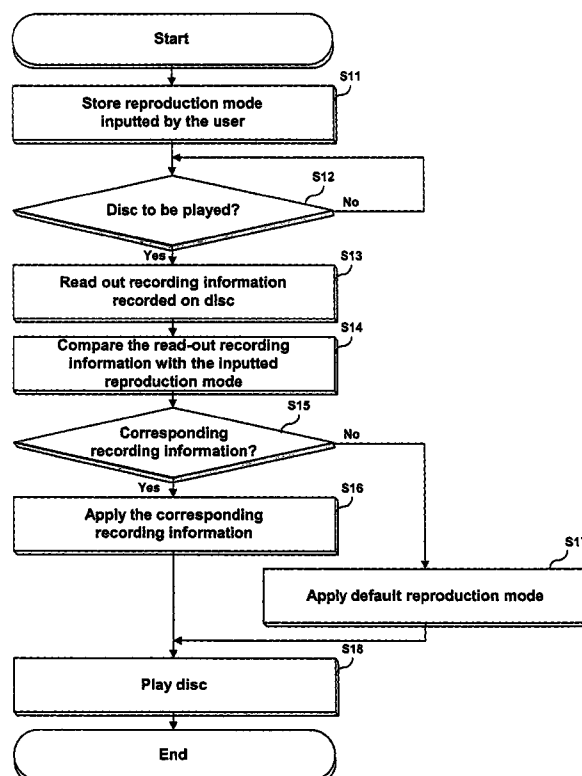 Start
S11
Store reproduction mode
inputted by the user
S12
Disc to be played?
No
Yes
S13
Read out recording information
recorded on disc
S14
Compare the read-out recording
information with the inputted
reproduction mode
S15
Corresponding
recording information?
No
Yes
S16
Apply the corresponding
recording information
S17
Apply default reproduction mode
S18
Play disc
End